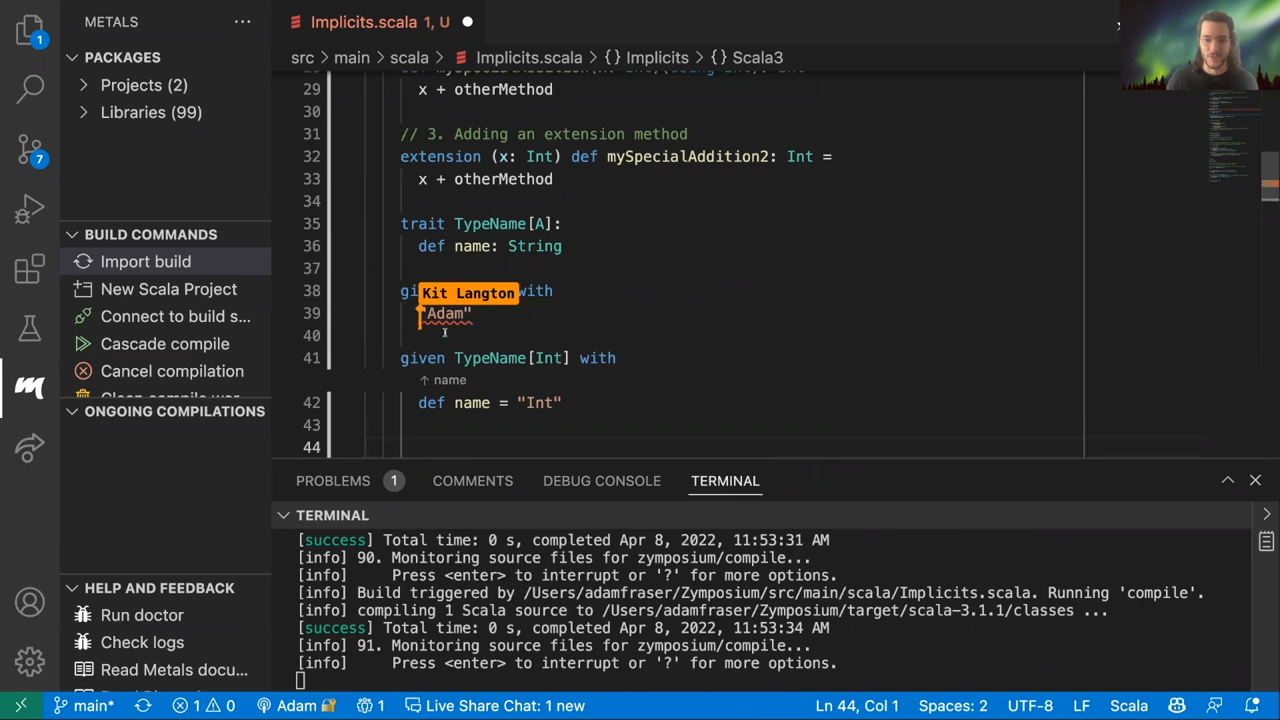 METALS
Implicits.scala 1, U
src > main > scala > Implicits.scala > {} Implicits > {} Scala3
PACKAGES
Projects (2)
Libraries (99)
BUILD COMMANDS
Import build
New Scala Project
Connect to build s...
Cascade compile
Cancel compilation
ONGOING COMPILATIONS
HELP AND FEEDBACK
Run doctor
Check logs
Read Metals docu...
29 x + otherMethod
30
31 // 3. Adding an extension method
32 extension (x: Int) def mySpecialAddition2: Int =
33 x + otherMethod
34
35 trait TypeName[A]:
36 def name: String
37
38 gi with
Kit Langton
39 "Adam"
40
41 given TypeName[Int] with
↑ name
42 def name = "Int"
43
44
PROBLEMS 1 COMMENTS DEBUG CONSOLE TERMINAL
TERMINAL
[success] Total time: 0 s, completed Apr 8, 2022, 11:53:31 AM
[info] 90. Monitoring source files for zymposium/compile...
[info] Press <enter> to interrupt or '?' for more options.
[info] Build triggered by /Users/adamfraser/Zymposium/src/main/scala/Implicits.scala. Running 'compile'.
[info] compiling 1 Scala source to /Users/adamfraser/Zymposium/target/scala-3.1.1/classes ...
[success] Total time: 0 s, completed Apr 8, 2022, 11:53:34 AM
[info] 91. Monitoring source files for zymposium/compile...
[info] Press <enter> to interrupt or '?' for more options.
1
7
main* 1 0 Adam 1 Live Share Chat: 1 new Ln 44, Col 1 Spaces: 2 UTF-8 LF Scala